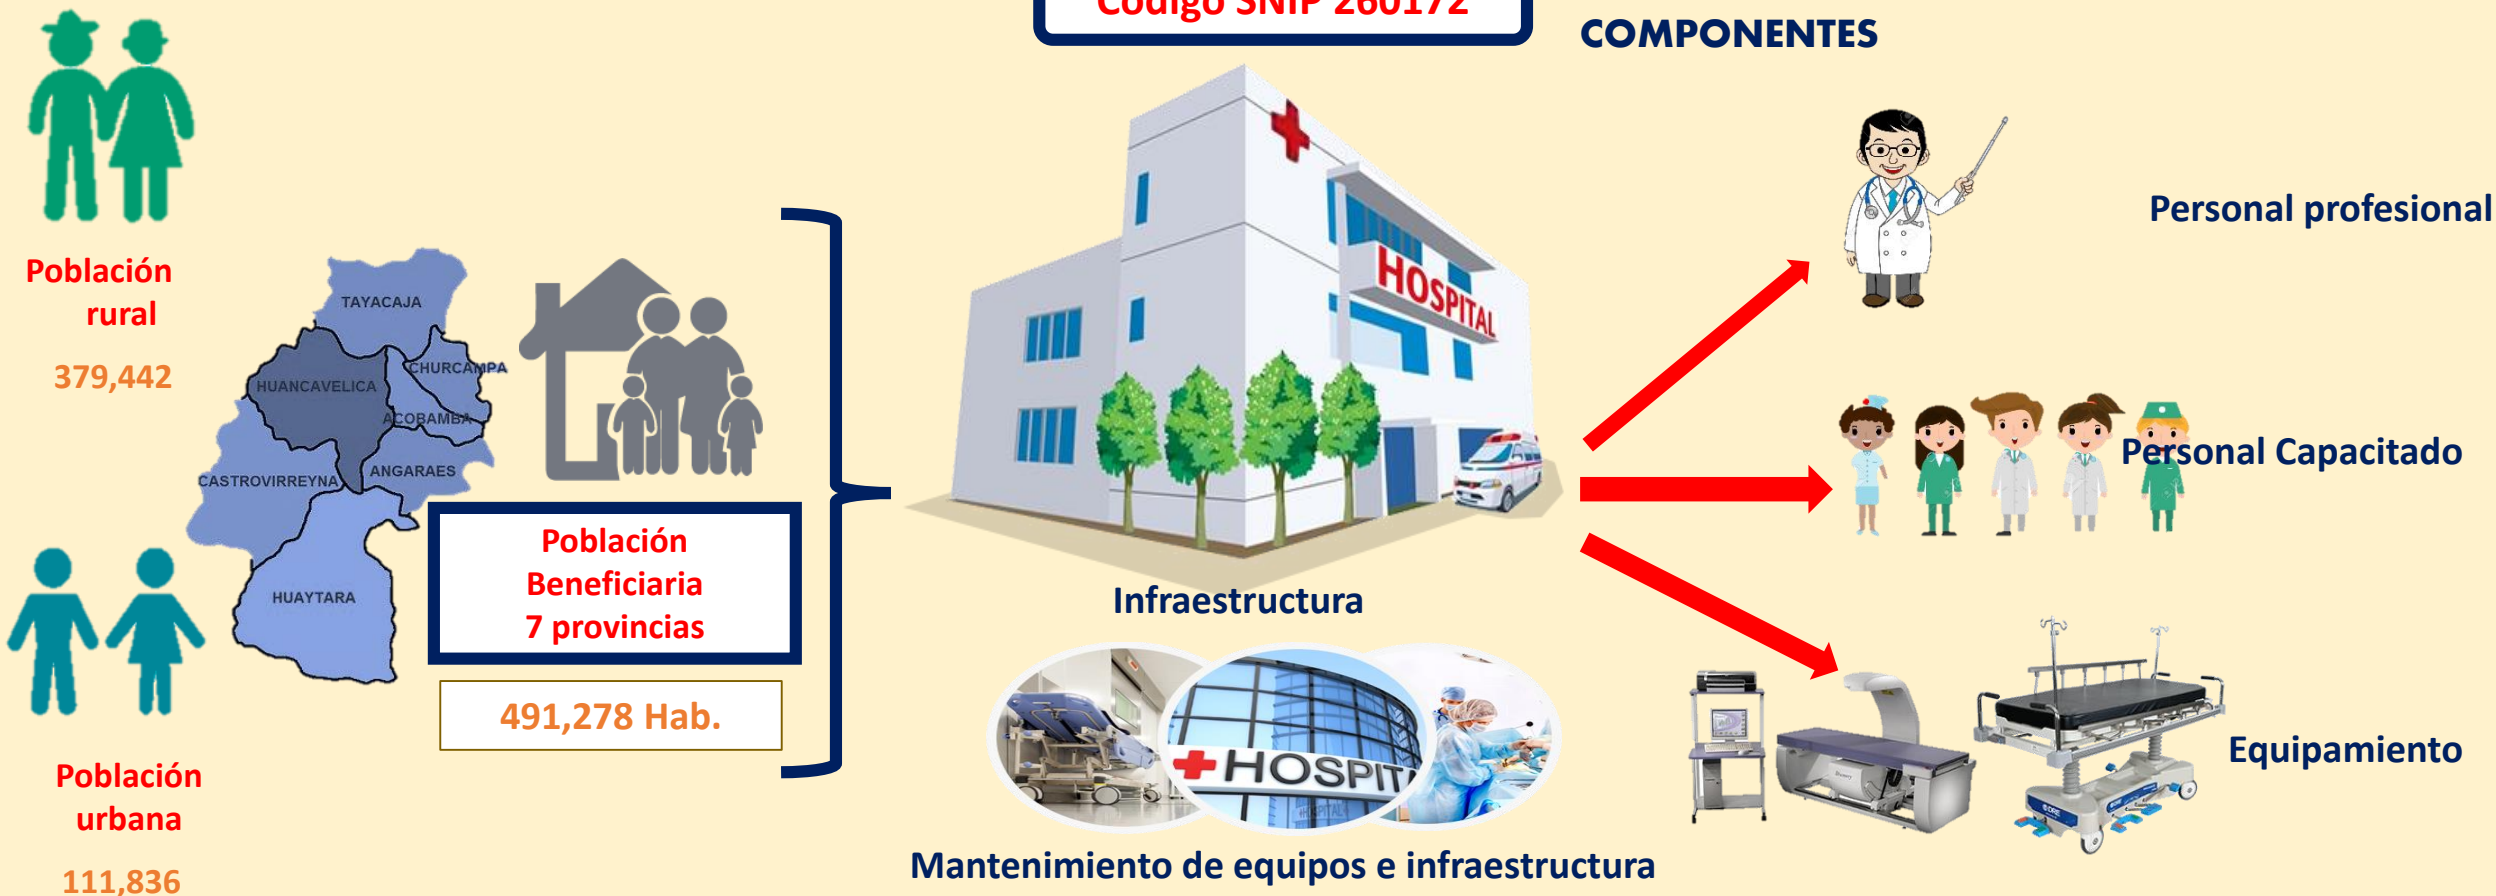 Código SNIP 260172
COMPONENTES
Población
rural
379,442
TAYACAJA
CHURCAMPA
HUANCAVELICA
ACOBAMBA
ANGARAES
CASTROVIRREYNA
HUAYTARA
Población
Beneficiaria
7 provincias
491,278 Hab.
Población
urbana
111,836
HOSPITAL
Infraestructura
HOSPIT
Mantenimiento de equipos e infraestructura
Personal profesional
Personal Capacitado
Equipamiento